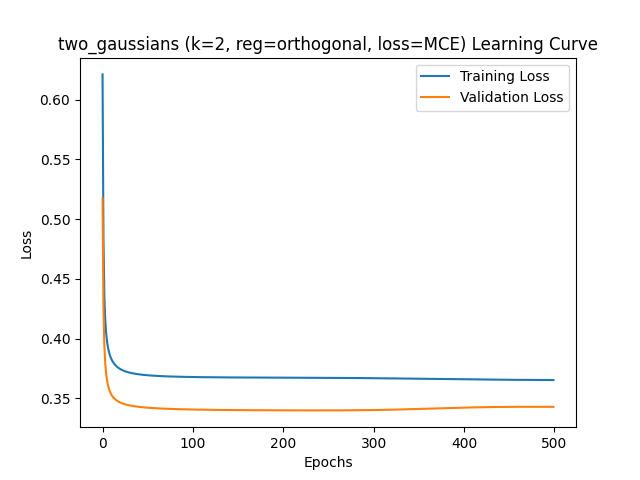 two_gaussians (k=2, reg=orthogonal, loss=MCE) Learning Curve
Training Loss
Validation Loss
Loss
0.60
0.55
0.50
0.45
0.40
0.35
0 100 200 300 400 500
Epochs